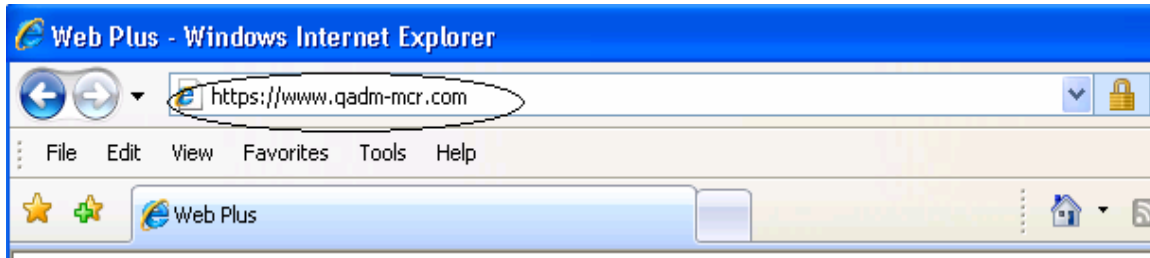 Web Plus - Windows Internet Explorer
https://www.qadm-mcr.com
File Edit View Favorites Tools Help
Web Plus